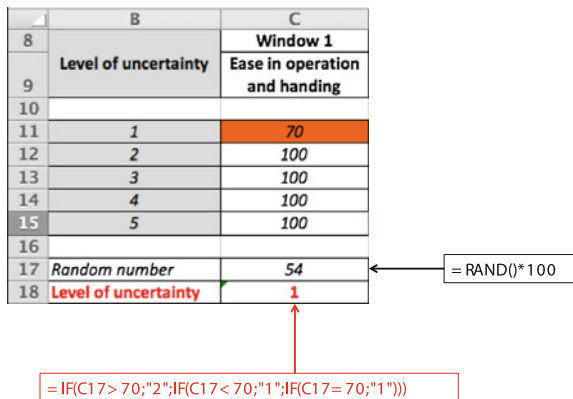 B C
8 Window 1
Level of uncertainty Ease in operation
9 and handing
10
11 1 70
12 2 100
13 3 100
14 4 100
15 5 100
16
17 Random number 54
= RAND()*100
18 Level of uncertainty 1
= IF(C17> 70;"2";IF(C17< 70;"1";IF(C17= 70;"1")))